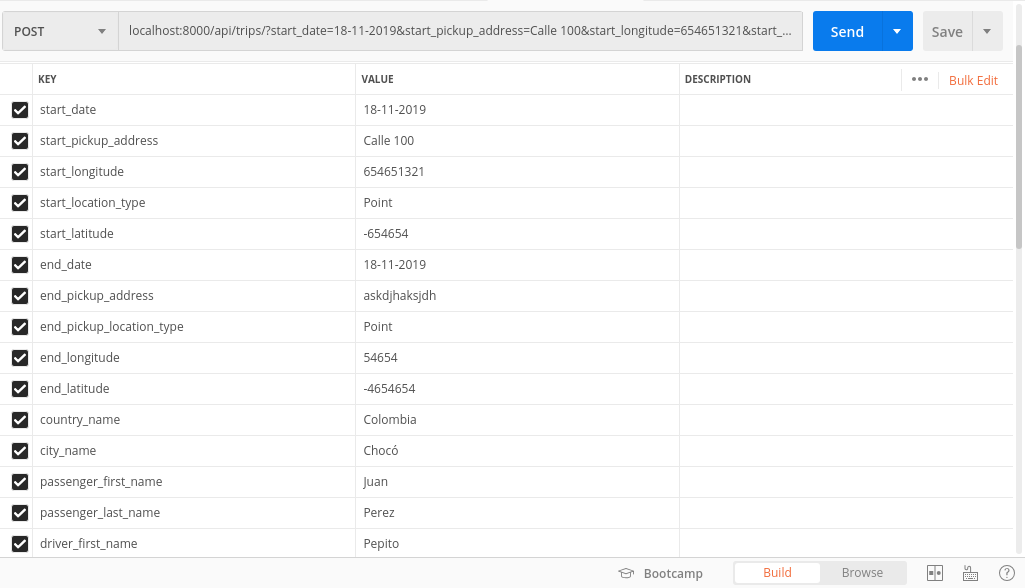 POST localhost:8000/api/trips/?start_date=18-11-2019&start_pickup_address=Calle 100&start_longitude=654651321&start_... Send Save
KEY VALUE DESCRIPTION ••• Bulk Edit
start_date 18-11-2019
start_pickup_address Calle 100
start_longitude 654651321
start_location_type Point
start_latitude -654654
end_date 18-11-2019
end_pickup_address askdjhaksjdh
end_pickup_location_type Point
end_longitude 54654
end_latitude -4654654
country_name Colombia
city_name Chocó
passenger_first_name Juan
passenger_last_name Perez
driver_first_name Pepito
Bootcamp Build Browse